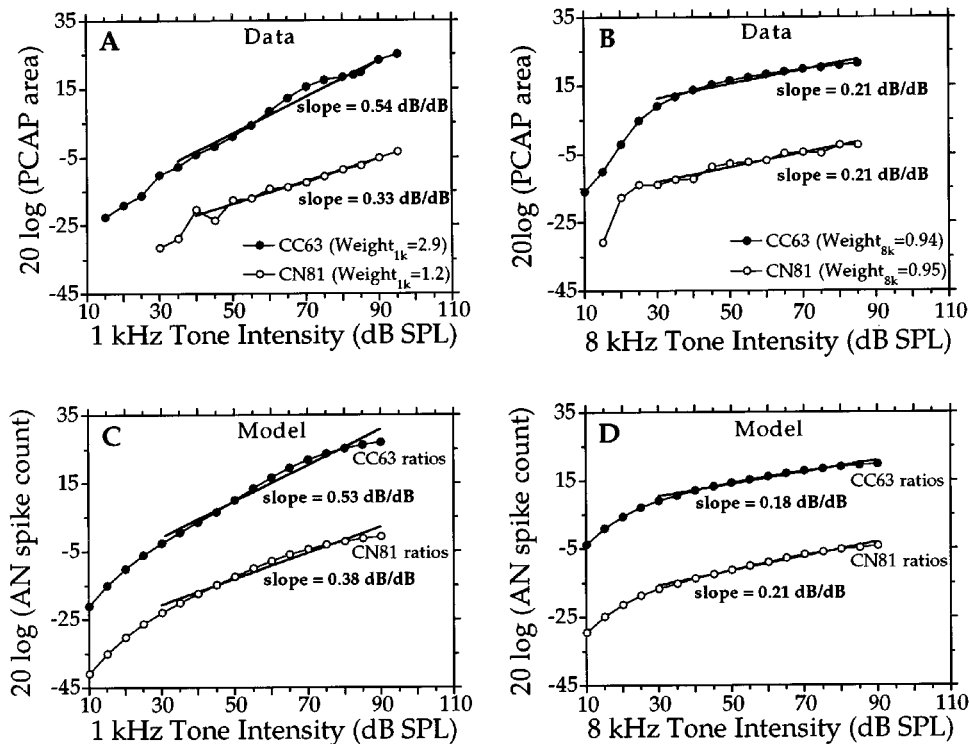 A
Data
20 log (PCAP area)
35
15
-5
-25
-45
slope = 0.54 dB/dB
slope = 0.33 dB/dB
CC63 (Weight1k=2.9)
CN81 (Weight1k=1.2)
10 30 50 70 90 110
1 kHz Tone Intensity (dB SPL)
B
Data
20log (PCAP area)
35
15
-5
-25
-45
slope = 0.21 dB/dB
slope = 0.21 dB/dB
CC63 (Weight8k=0.94)
CN81 (Weight8k=0.95)
10 30 50 70 90 110
8 kHz Tone Intensity (dB SPL)
C
Model
20 log (AN spike count)
35
15
-5
-25
-45
CC63 ratios
slope = 0.53 dB/dB
CN81 ratios
slope = 0.38 dB/dB
10 30 50 70 90 110
1 kHz Tone Intensity (dB SPL)
D
Model
20 log (AN spike count)
35
15
-5
-25
-45
CC63 ratios
slope = 0.18 dB/dB
CN81 ratios
slope = 0.21 dB/dB
10 30 50 70 90 110
8 kHz Tone Intensity (dB SPL)